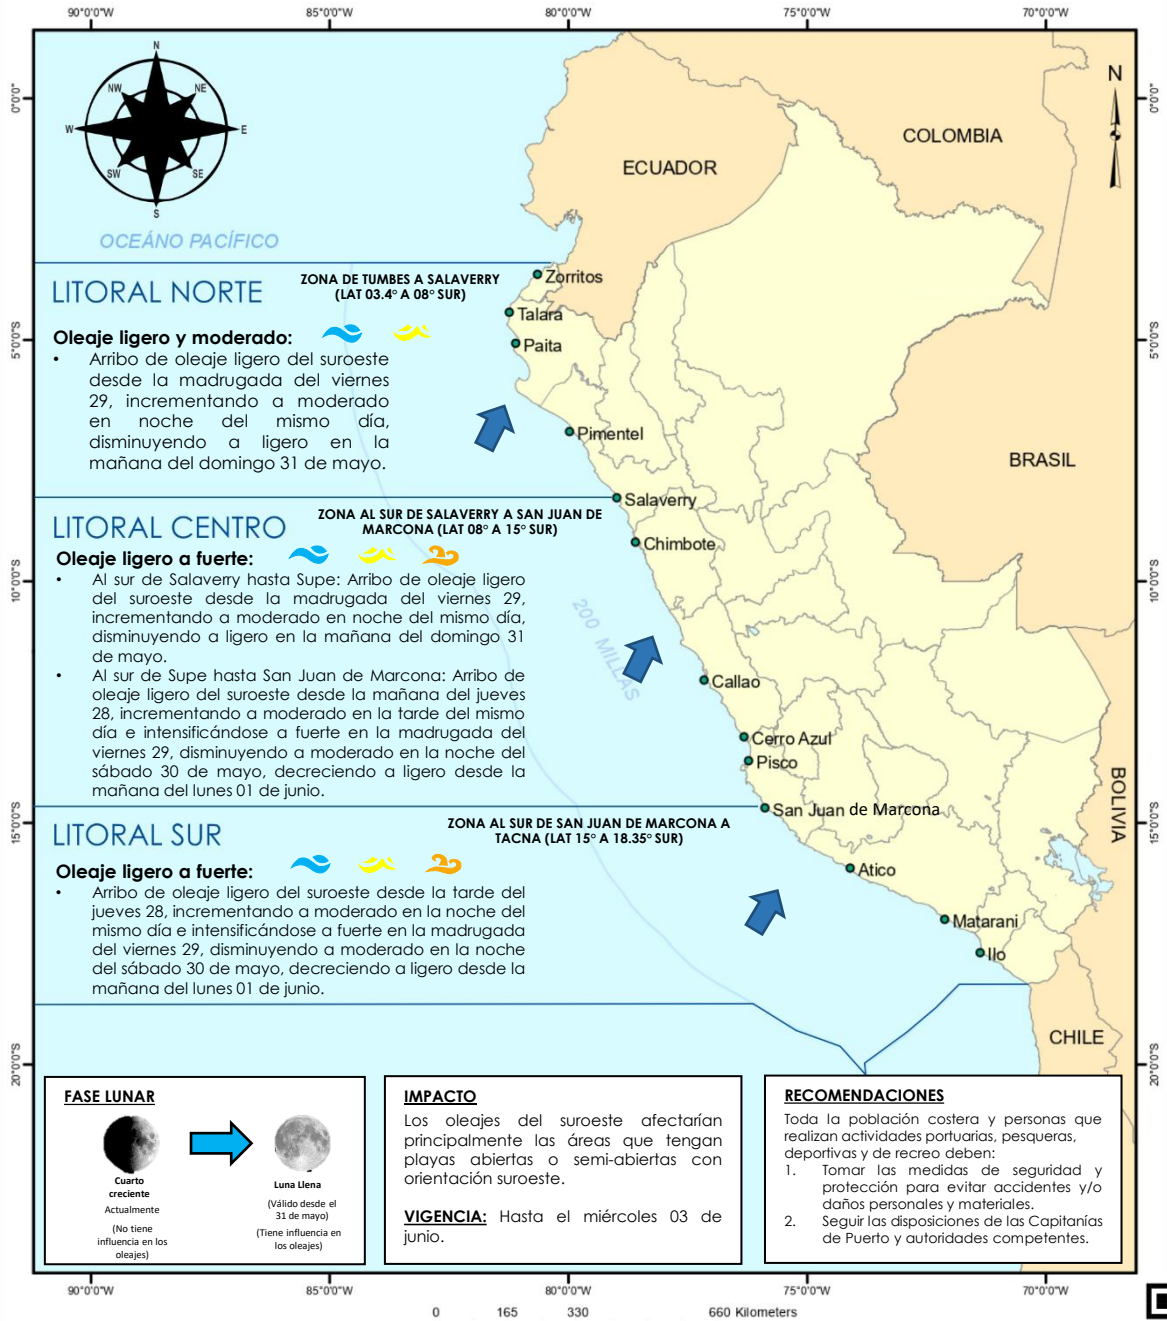 90°0'0"W 85°0'0"W 80°0'0"W 75°0'0"W 70°0'0"W
N
NW NE
W E
SW SE
S
N
0°0'0" 0°0'0"
COLOMBIA
ECUADOR
OCEÁNO PACÍFICO
LITORAL NORTE
ZONA DE TUMBES A SALAVERRY
(LAT 03.4° A 08° SUR)
Zorritos
Talara
Paita
5°0'0"S 5°0'0"S
Oleaje ligero y moderado:
• Arribo de oleaje ligero del suroeste
desde la madrugada del viernes
29, incrementando a moderado
en noche del mismo día,
disminuyendo a ligero en la
mañana del domingo 31 de mayo.
Pimentel
BRASIL
Salaverry
LITORAL CENTRO
ZONA AL SUR DE SALAVERRY A SAN JUAN DE
MARCONA (LAT 08° A 15° SUR)
Chimbote
Oleaje ligero a fuerte:
• Al sur de Salaverry hasta Supe: Arribo de oleaje ligero
del suroeste desde la madrugada del viernes 29,
incrementando a moderado en noche del mismo día,
disminuyendo a ligero en la mañana del domingo 31
de mayo.
• Al sur de Supe hasta San Juan de Marcona: Arribo de
oleaje ligero del suroeste desde la mañana del jueves
28, incrementando a moderado en la tarde del mismo
día e intensificándose a fuerte en la madrugada del
viernes 29, disminuyendo a moderado en la noche del
sábado 30 de mayo, decreciendo a ligero desde la
mañana del lunes 01 de junio.
10°0'0"S 10°0'0"S
200 MILLAS
Callao
Cerro Azul
Pisco
BOLIVIA
San Juan de Marcona
15°0'0"S 15°0'0"S
LITORAL SUR
ZONA AL SUR DE SAN JUAN DE MARCONA A
TACNA (LAT 15° A 18.35° SUR)
Oleaje ligero a fuerte:
• Arribo de oleaje ligero del suroeste desde la tarde del
jueves 28, incrementando a moderado en la noche del
mismo día e intensificándose a fuerte en la madrugada
del viernes 29, disminuyendo a moderado en la noche
del sábado 30 de mayo, decreciendo a ligero desde la
mañana del lunes 01 de junio.
Atico
Matarani
Ilo
CHILE
20°0'0"S 20°0'0"S
FASE LUNAR
Cuarto
creciente
Actualmente
(No tiene
influencia en los
oleajes)
Luna Llena
(Válido desde el
31 de mayo)
(Tiene influencia en
los oleajes)
IMPACTO
Los oleajes del suroeste afectarían
principalmente las áreas que tengan
playas abiertas o semi-abiertas con
orientación suroeste.
VIGENCIA: Hasta el miércoles 03 de
junio.
RECOMENDACIONES
Toda la población costera y personas que
realizan actividades portuarias, pesqueras,
deportivas y de recreo deben:
1. Tomar las medidas de seguridad y
protección para evitar accidentes y/o
daños personales y materiales.
2. Seguir las disposiciones de las Capitanías
de Puerto y autoridades competentes.
90°0'0"W 85°0'0"W 80°0'0"W 75°0'0"W 70°0'0"W
0 165 330 660 Kilometers